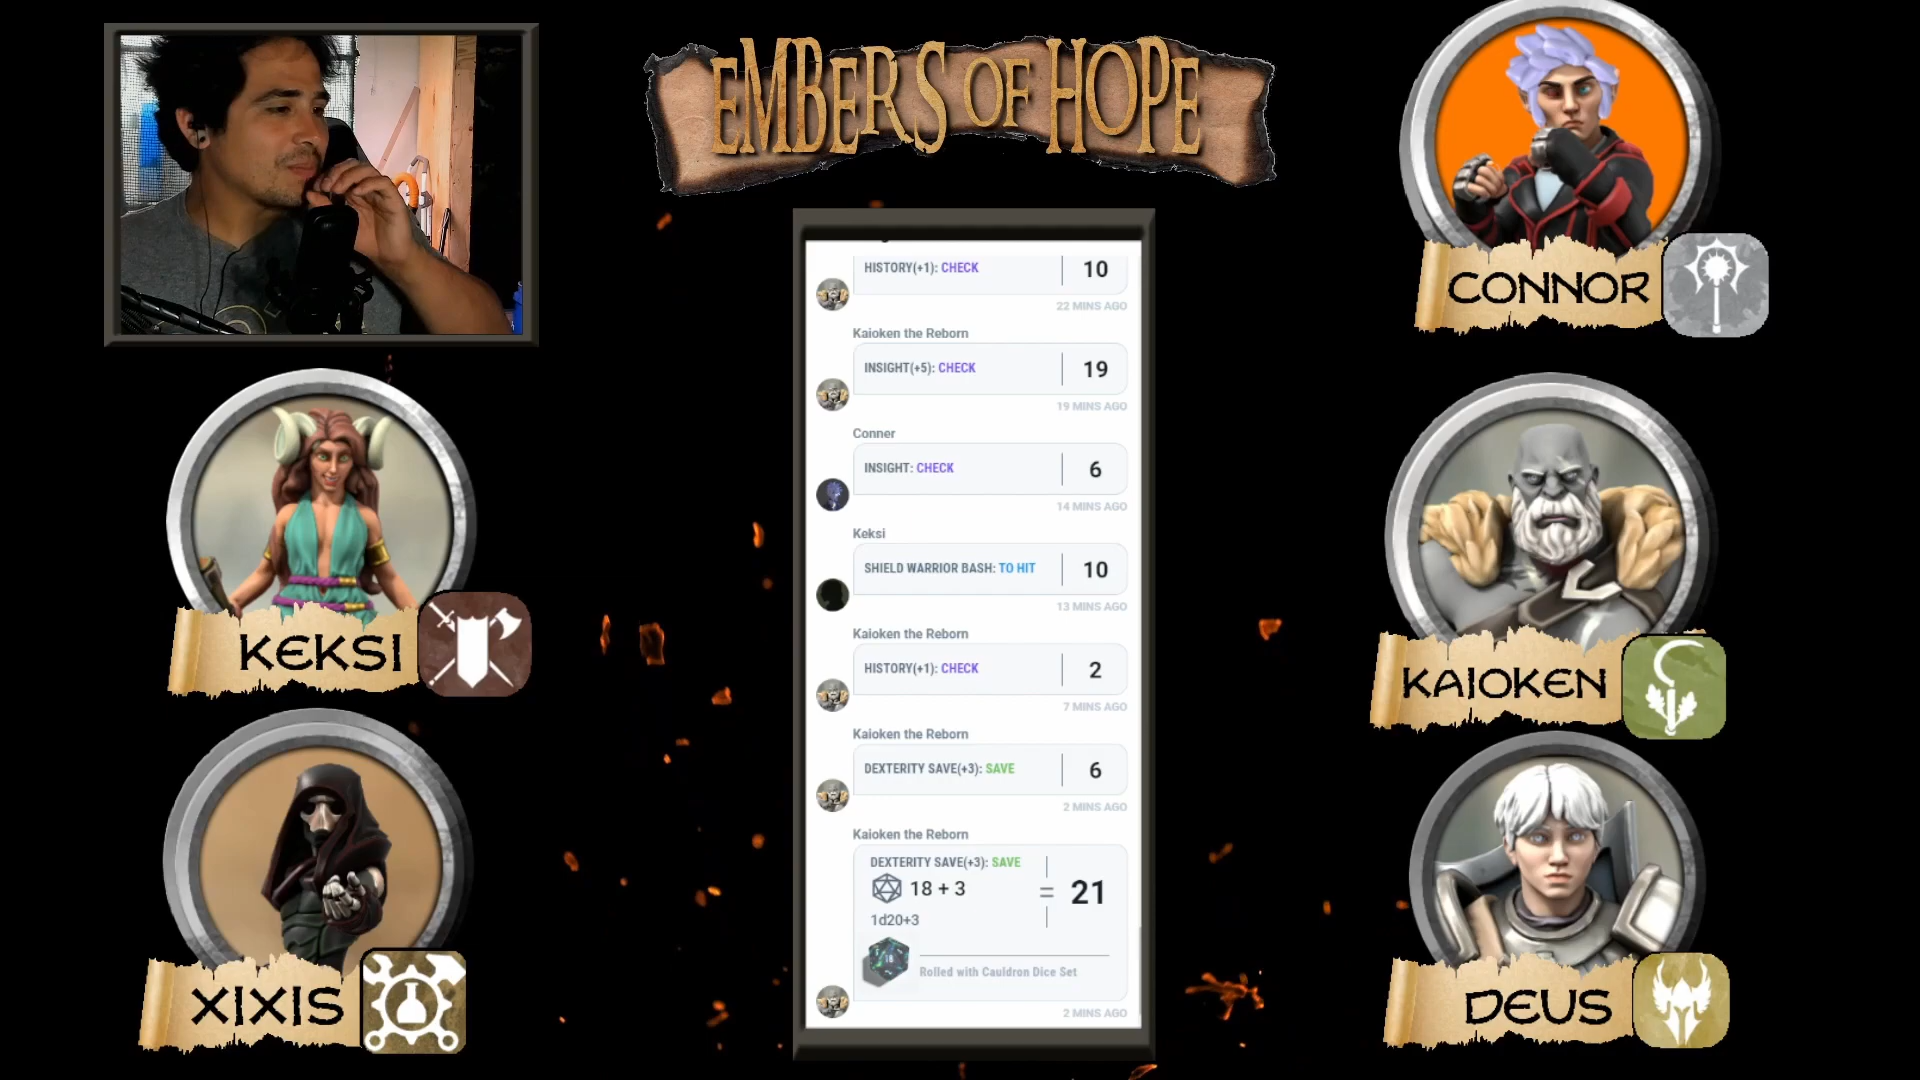 EMBERS OF HOPE
HISTORY(+1): CHECK
10
22 MINS AGO
Kaioken the Reborn
INSIGHT(+5): CHECK
19
19 MINS AGO
Conner
INSIGHT: CHECK
6
14 MINS AGO
Keksi
SHIELD WARRIOR BASH: TO HIT
10
13 MINS AGO
Kaioken the Reborn
HISTORY(+1): CHECK
2
7 MINS AGO
Kaioken the Reborn
DEXTERITY SAVE(+3): SAVE
6
2 MINS AGO
Kaioken the Reborn
DEXTERITY SAVE(+3): SAVE
18 + 3
= 21
1d20+3
Rolled with Cauldron Dice Set
2 MINS AGO
KEKSI
XIXIS
CONNOR
KAIOKEN
DEUS